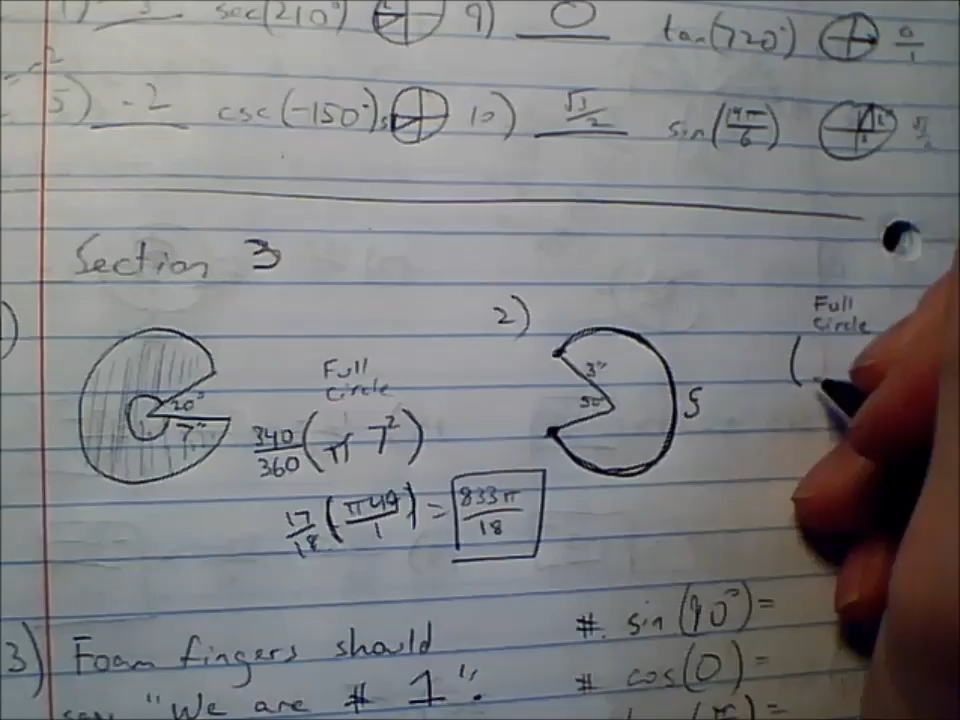 sec(210°) 9) 0 tan(720°) 0/1
5) -2 csc(-150°) 10) √3/2 sin(14π/6)
Section 3
2)
Full
circle
20°
7"
340/360 (π 7²)
17/18 (π49/1) = 833π/18
3"
50°
S
Full
circle
(
3) Foam fingers should #. sin(90°)=
say "We are # 1". # cos(0)=